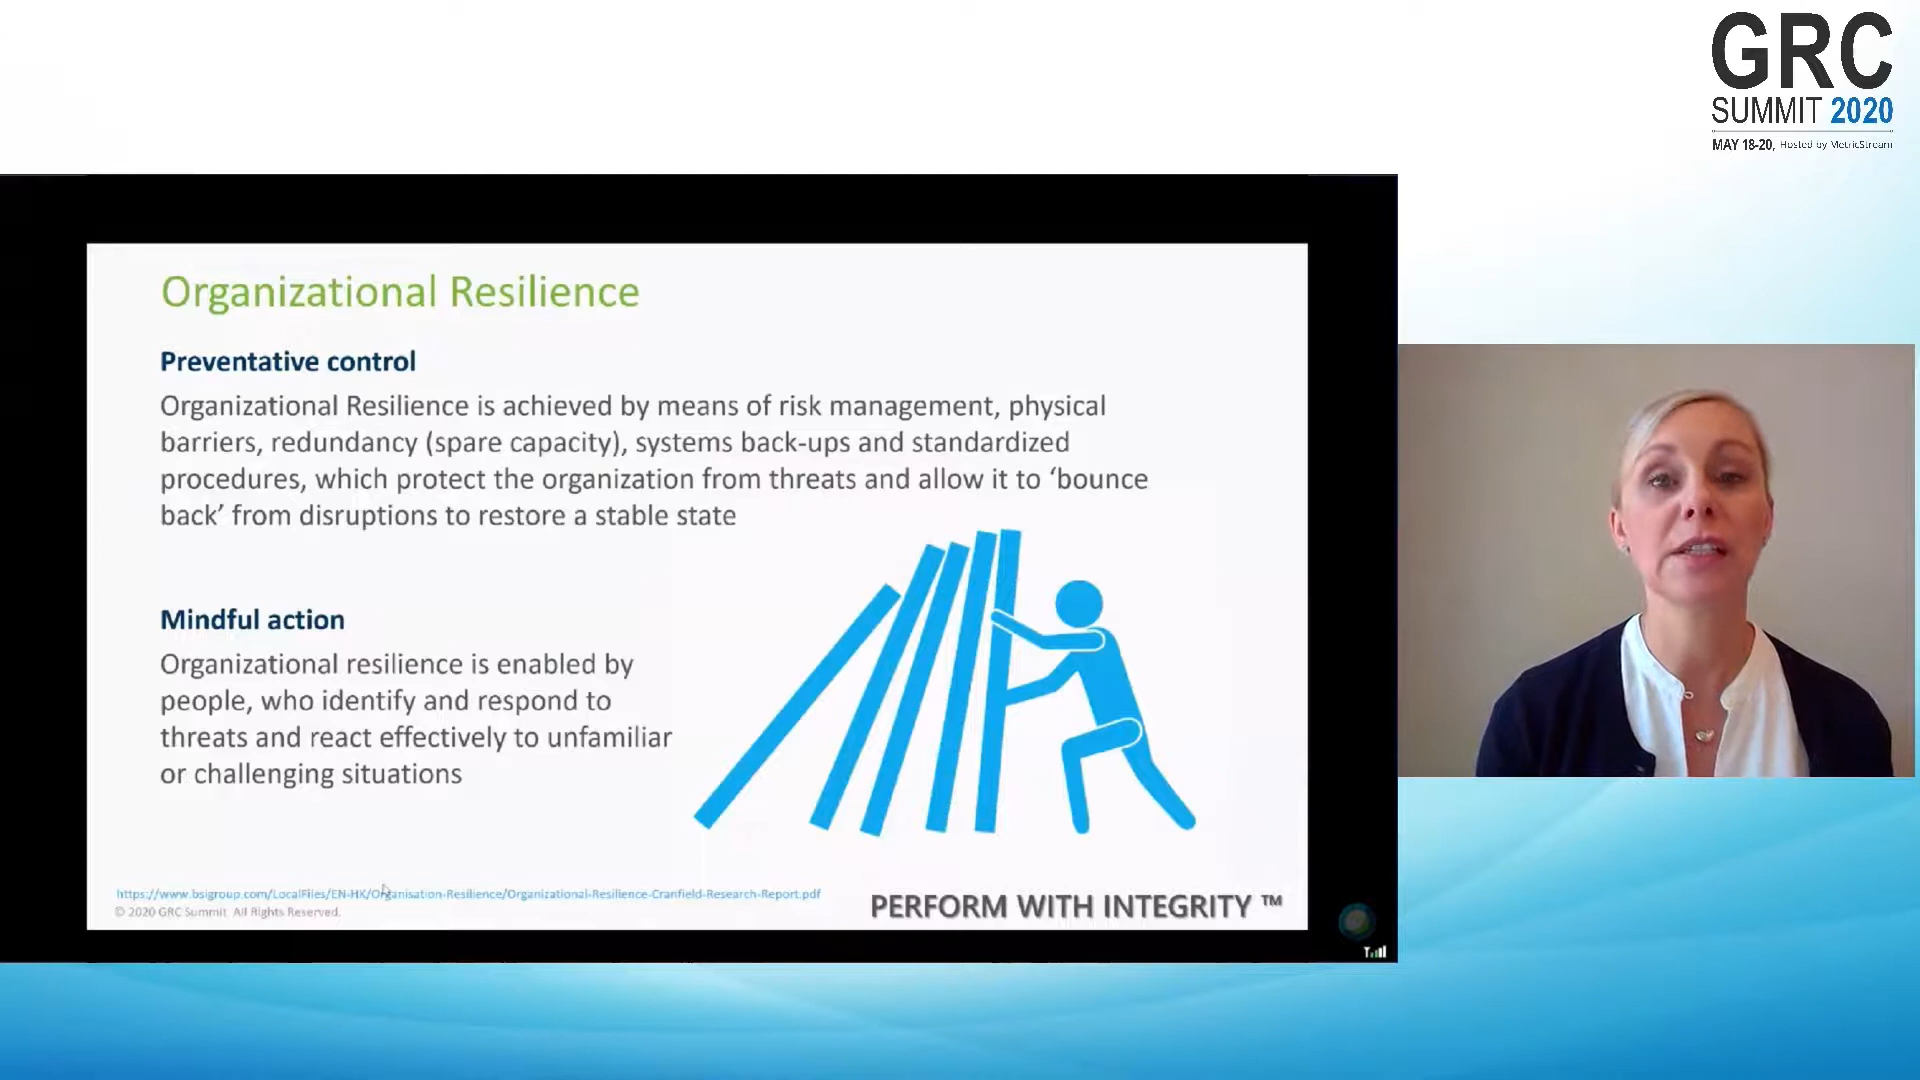 GRC
SUMMIT 2020
MAY 18-20, Hosted by MetricStream
Organizational Resilience
Preventative control
Organizational Resilience is achieved by means of risk management, physical
barriers, redundancy (spare capacity), systems back-ups and standardized
procedures, which protect the organization from threats and allow it to ‘bounce
back’ from disruptions to restore a stable state
Mindful action
Organizational resilience is enabled by
people, who identify and respond to
threats and react effectively to unfamiliar
or challenging situations
https://www.bsigroup.com/LocalFiles/EN-HK/Organisation-Resilience/Organizational-Resilience-Cranfield-Research-Report.pdf
© 2020 GRC Summit All Rights Reserved.
PERFORM WITH INTEGRITY ™